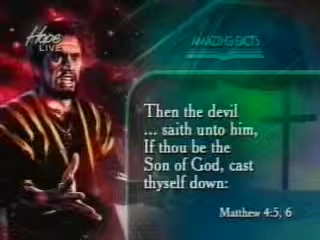 Hope
LIVE
AMAZING FACTS
Then the devil
... saith unto him,
If thou be the
Son of God, cast
thyself down:
Matthew 4:5, 6